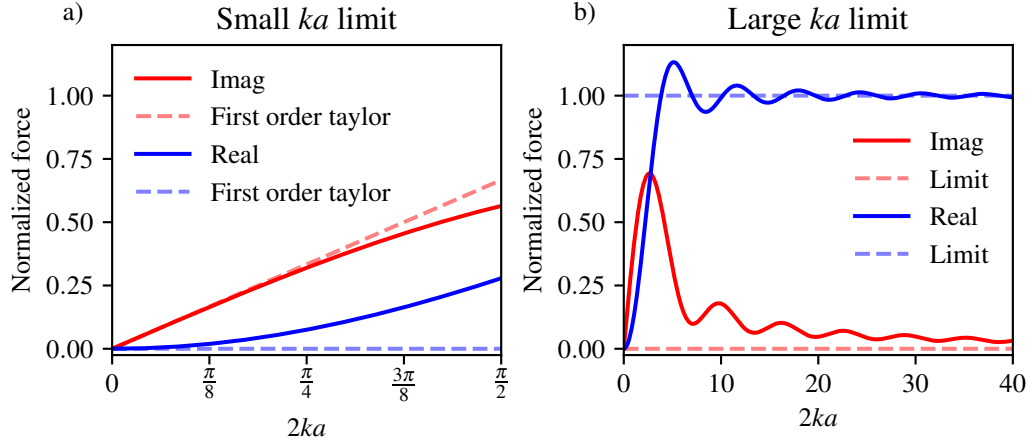 a)
Small ka limit
Normalized force
1.00
0.75
0.50
0.25
0.00
Imag
First order taylor
Real
First order taylor
0
π/8
π/4
3π/8
π/2
2ka
b)
Large ka limit
Normalized force
1.00
0.75
0.50
0.25
0.00
Imag
Limit
Real
Limit
0
10
20
30
40
2ka